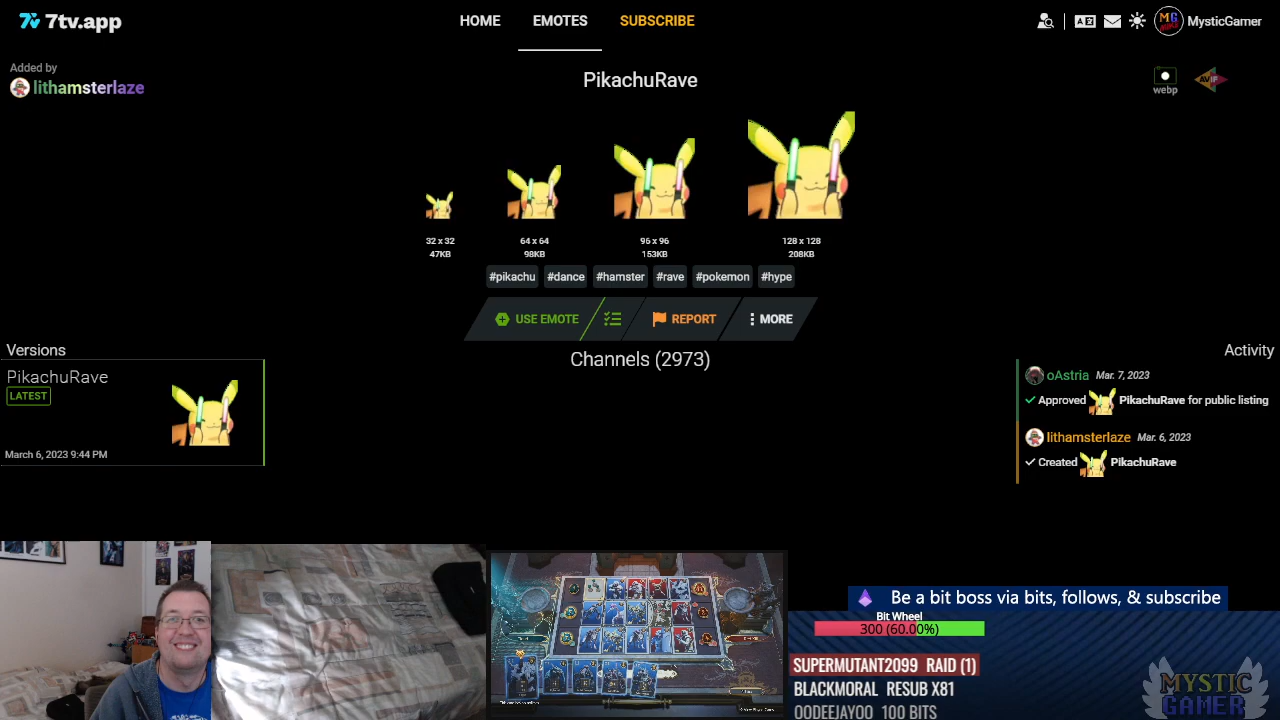 7tv.app
HOME
EMOTES
SUBSCRIBE
MG
MysticGamer
Added by
lithamsterlaze
PikachuRave
webp
AVIF
32 x 32
47KB
64 x 64
98KB
96 x 96
153KB
128 x 128
208KB
#pikachu
#dance
#hamster
#rave
#pokemon
#hype
USE EMOTE
REPORT
MORE
Versions
PikachuRave
LATEST
March 6, 2023 9:44 PM
Channels (2973)
Activity
oAstria Mar. 7, 2023
Approved PikachuRave for public listing
lithamsterlaze Mar. 6, 2023
Created PikachuRave
Be a bit boss via bits, follows, & subscribe
Bit Wheel
300 (60.00%)
SUPERMUTANT2099 RAID (1)
BLACKMORAL RESUB X81
OODEEJAYOO 100 BITS
MYSTIC
GAMER